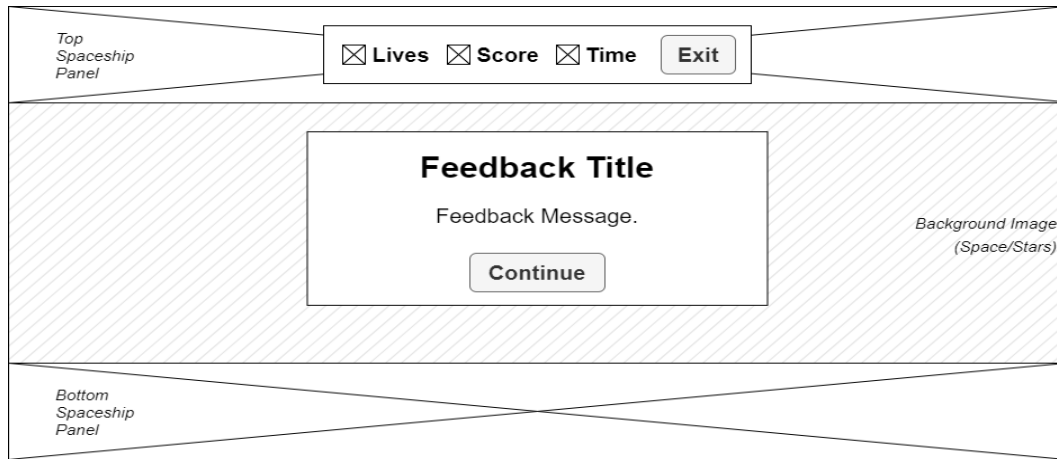 Top
Spaceship
Panel
Lives Score Time Exit
Feedback Title
Feedback Message.
Continue
Background Image
(Space/Stars)
Bottom
Spaceship
Panel